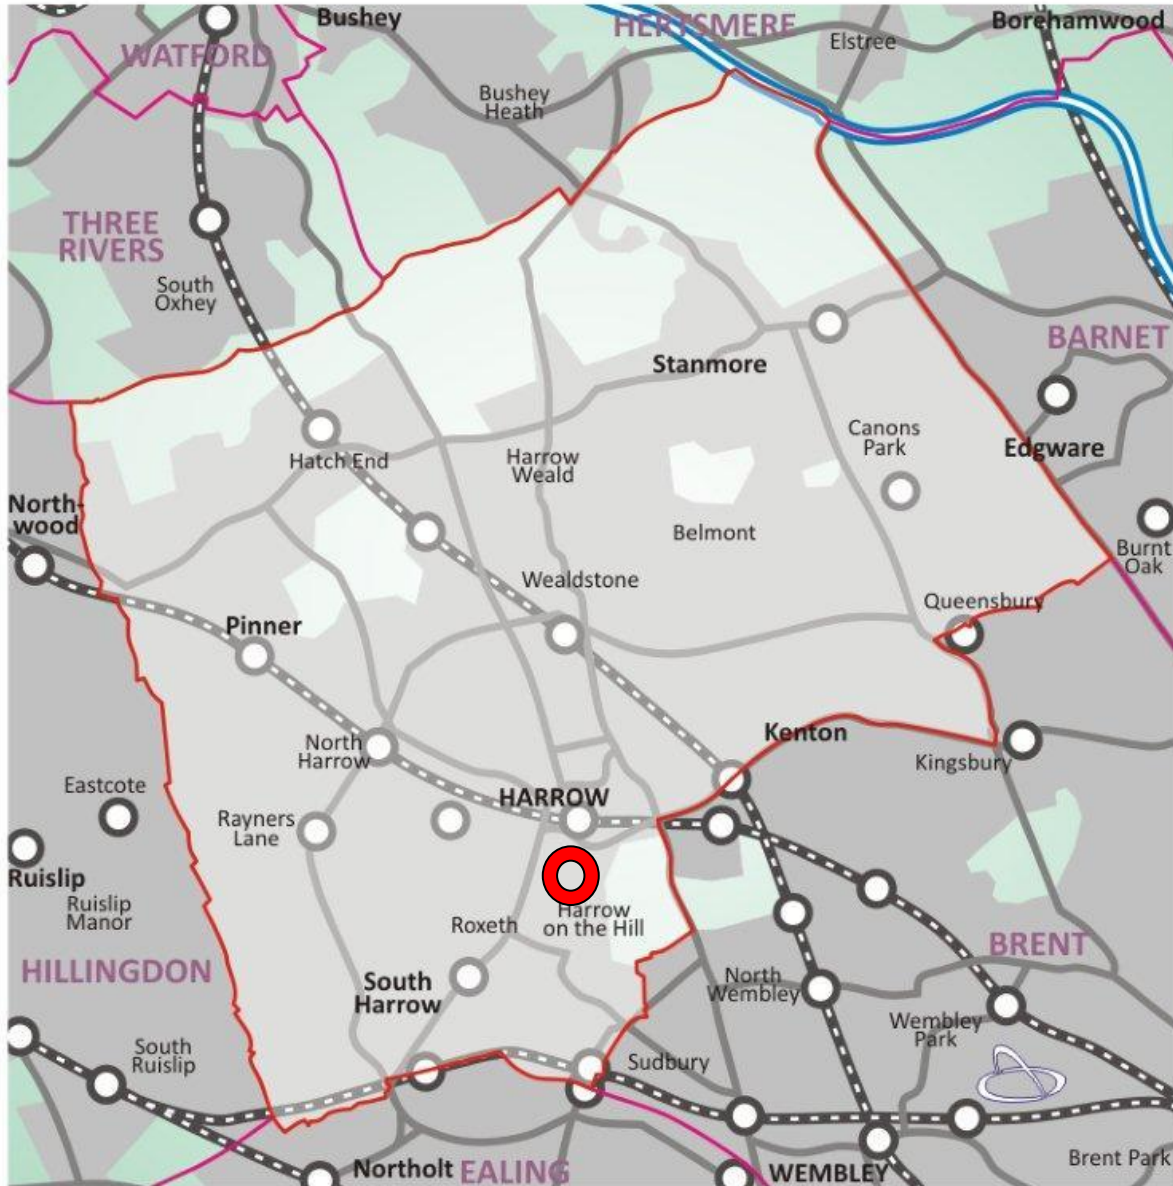 Bushey
HERTSMERE
Borehamwood
WATFORD
Elstree
Bushey
Heath
THREE
RIVERS
South
Oxhey
BARNET
Stanmore
Canons
Park
Edgware
Hatch End
Harrow
Weald
North-
wood
Belmont
Burnt
Oak
Wealdstone
Queensbury
Pinner
Kenton
North
Harrow
Kingsbury
Eastcote
HARROW
Rayners
Lane
Ruislip
Ruislip
Manor
Harrow
on the Hill
Roxeth
BRENT
HILLINGDON
South
Harrow
North
Wembley
Wembley
Park
South
Ruislip
Sudbury
Northolt
EALING
WEMBLEY
Brent Park